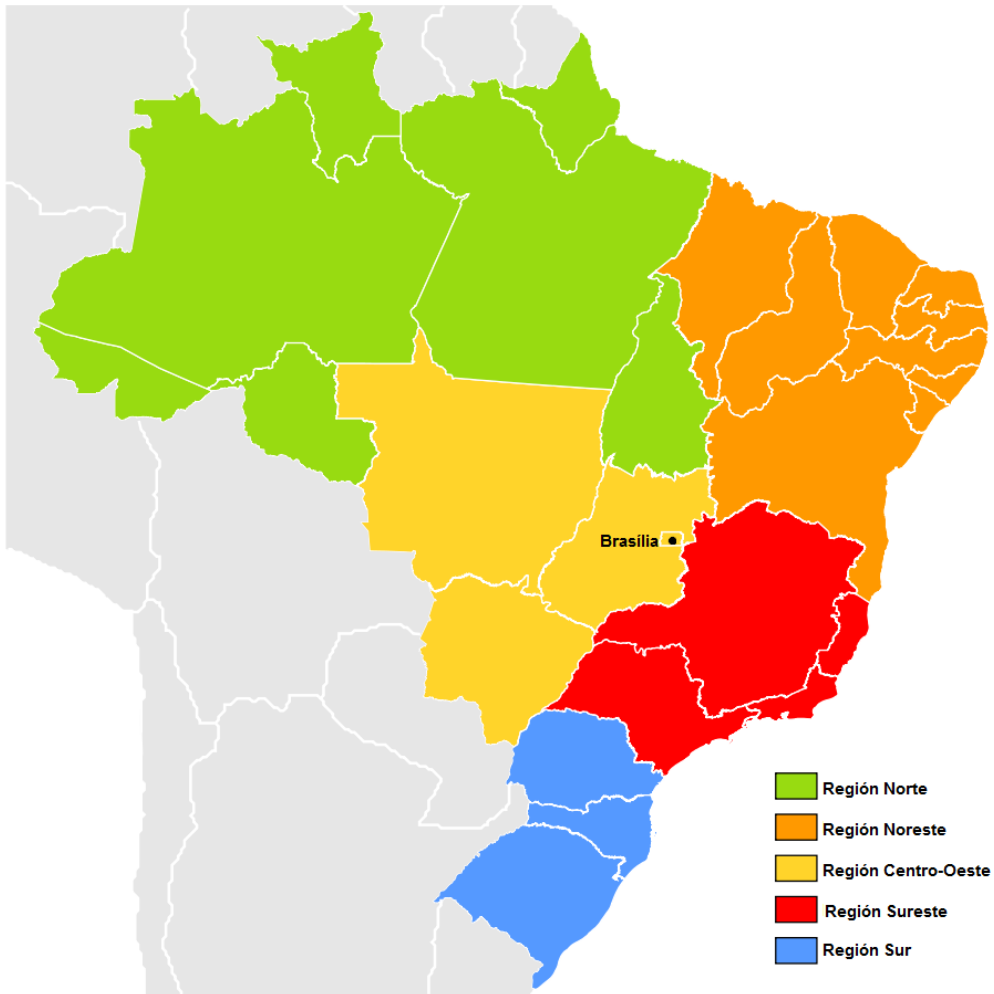 Brasília
Región Norte
Región Noreste
Región Centro-Oeste
Región Sureste
Región Sur